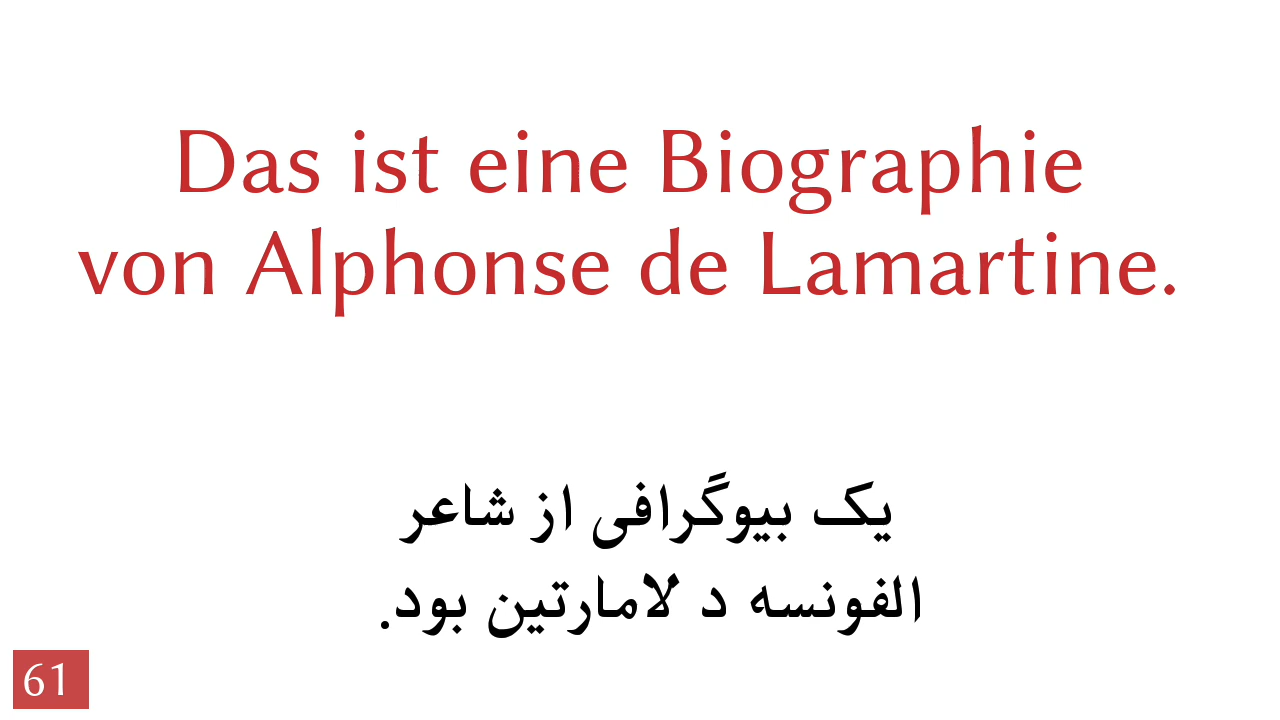 Das ist eine Biographie
von Alphonse de Lamartine.
یک بیوگرافی از شاعر
الفونسه د لامارتین بود.
61